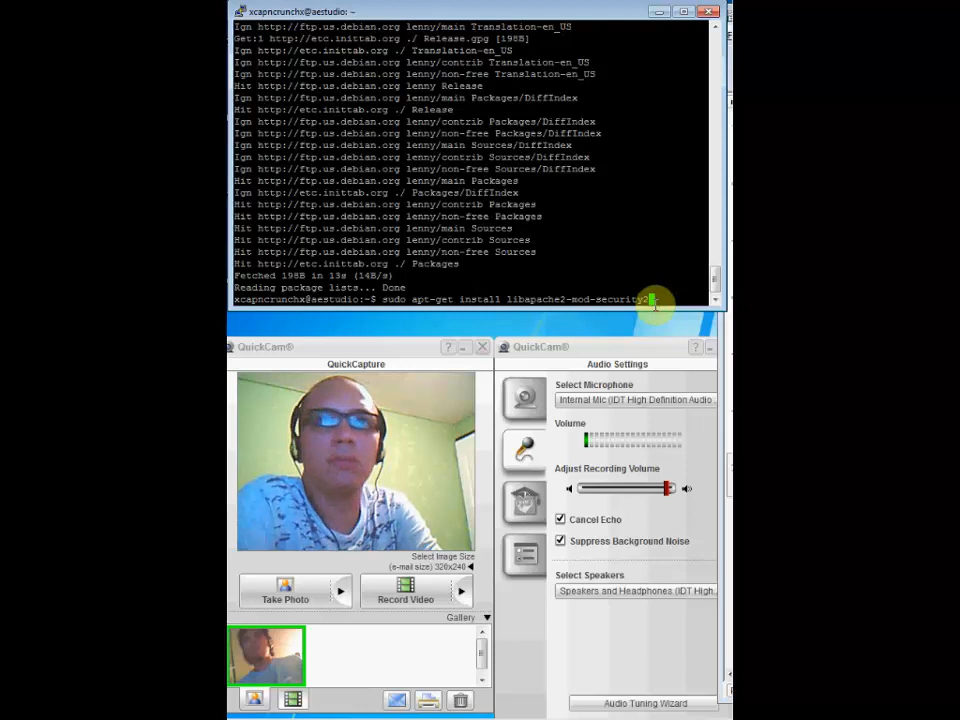 xcapncrunchx@aestudio: ~
Ign http://ftp.us.debian.org lenny/main Translation-en_US
Get:1 http://etc.inittab.org ./ Release.gpg [198B]
Ign http://etc.inittab.org ./ Translation-en_US
Ign http://ftp.us.debian.org lenny/contrib Translation-en_US
Ign http://ftp.us.debian.org lenny/non-free Translation-en_US
Hit http://ftp.us.debian.org lenny Release
Ign http://ftp.us.debian.org lenny/main Packages/DiffIndex
Hit http://etc.inittab.org ./ Release
Ign http://ftp.us.debian.org lenny/contrib Packages/DiffIndex
Ign http://ftp.us.debian.org lenny/non-free Packages/DiffIndex
Ign http://ftp.us.debian.org lenny/main Sources/DiffIndex
Ign http://ftp.us.debian.org lenny/contrib Sources/DiffIndex
Ign http://ftp.us.debian.org lenny/non-free Sources/DiffIndex
Hit http://ftp.us.debian.org lenny/main Packages
Ign http://etc.inittab.org ./ Packages/DiffIndex
Hit http://ftp.us.debian.org lenny/contrib Packages
Hit http://ftp.us.debian.org lenny/non-free Packages
Hit http://ftp.us.debian.org lenny/main Sources
Hit http://ftp.us.debian.org lenny/contrib Sources
Hit http://ftp.us.debian.org lenny/non-free Sources
Hit http://etc.inittab.org ./ Packages
Fetched 198B in 13s (14B/s)
Reading package lists... Done
xcapncrunchx@aestudio:~$ sudo apt-get install libapache2-mod-security2
QuickCam®
QuickCapture
Select Image Size
(e-mail size) 320x240
Take Photo
Record Video
Gallery
QuickCam®
Audio Settings
Select Microphone
Internal Mic (IDT High Definition Audio
Volume
Adjust Recording Volume
Cancel Echo
Suppress Background Noise
Select Speakers
Speakers and Headphones (IDT High
Audio Tuning Wizard